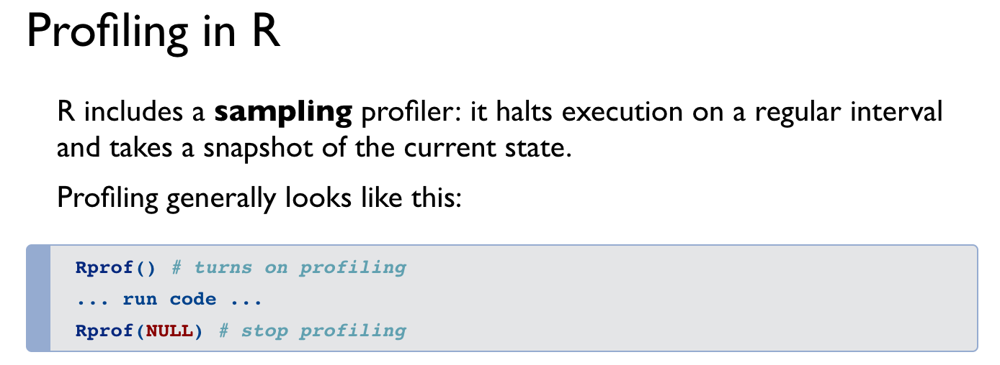 Profiling in R
R includes a sampling profiler: it halts execution on a regular interval
and takes a snapshot of the current state.
Profiling generally looks like this:
Rprof() # turns on profiling
... run code ...
Rprof(NULL) # stop profiling